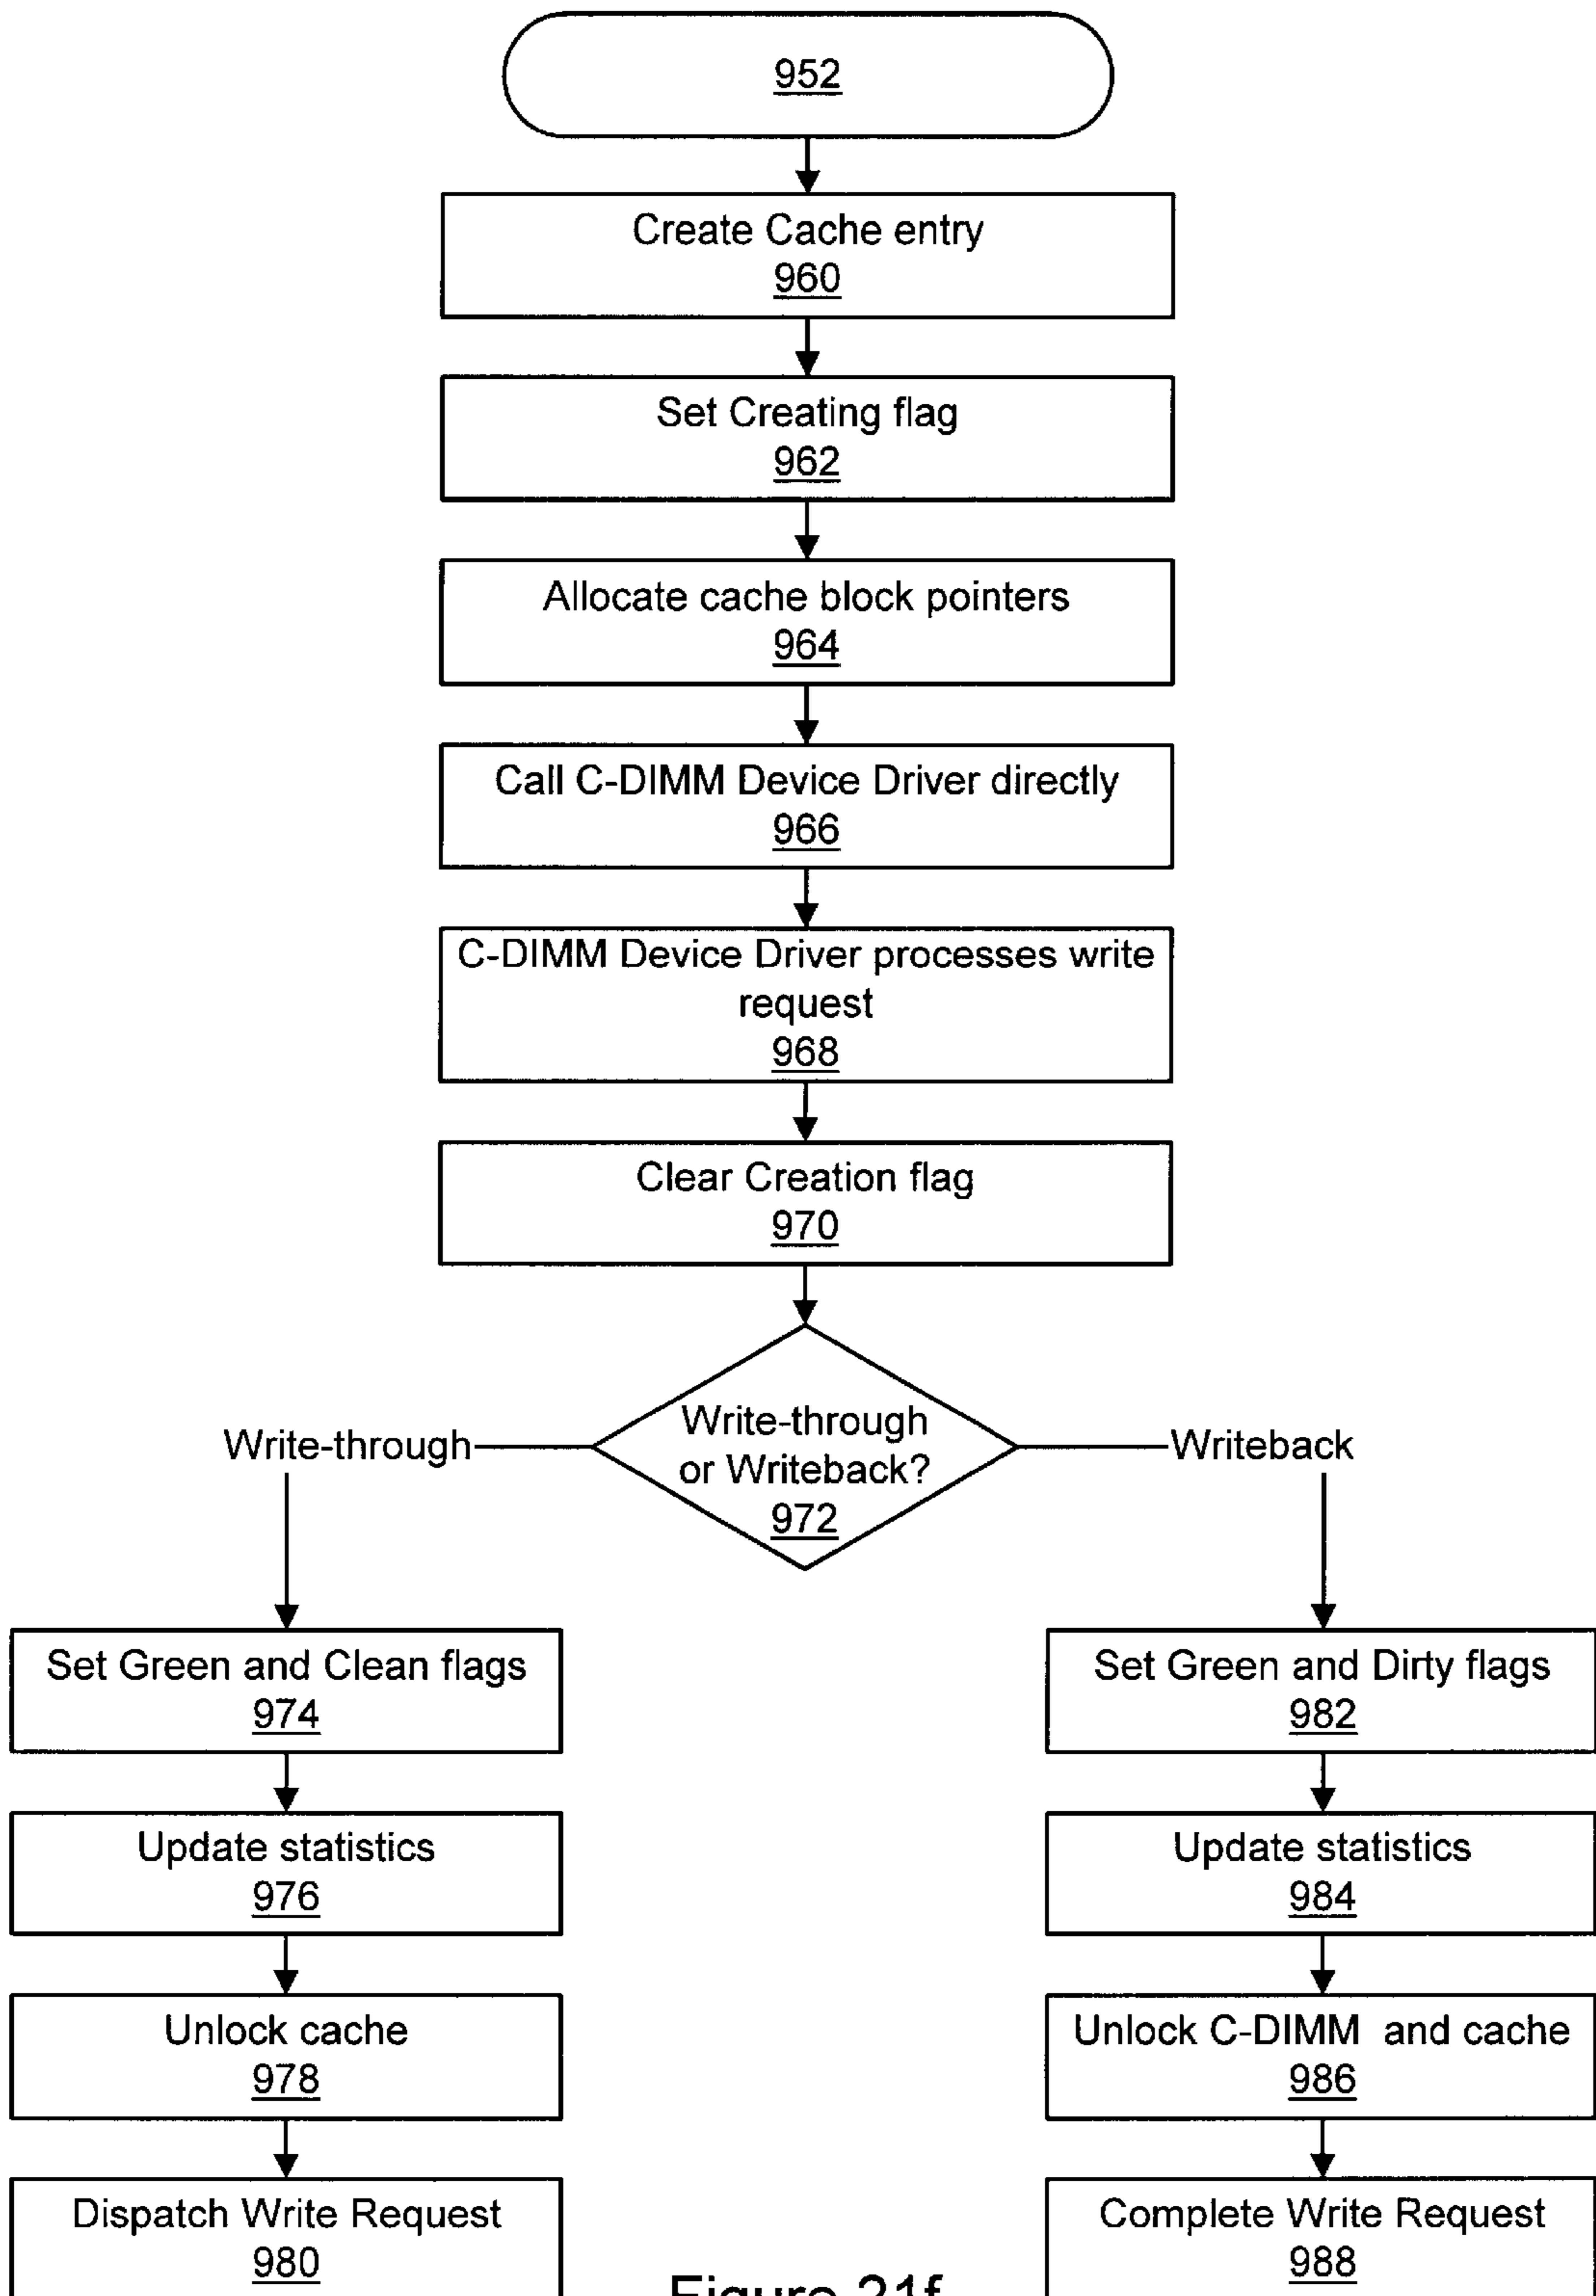 952
Create Cache entry
960
Set Creating flag
962
Allocate cache block pointers
964
Call C-DIMM Device Driver directly
966
C-DIMM Device Driver processes write
request
968
Clear Creation flag
970
Write-through
or Writeback?
972
Write-through
Writeback
Set Green and Clean flags
974
Update statistics
976
Unlock cache
978
Dispatch Write Request
980
Set Green and Dirty flags
982
Update statistics
984
Unlock C-DIMM and cache
986
Complete Write Request
988
Figure 21f